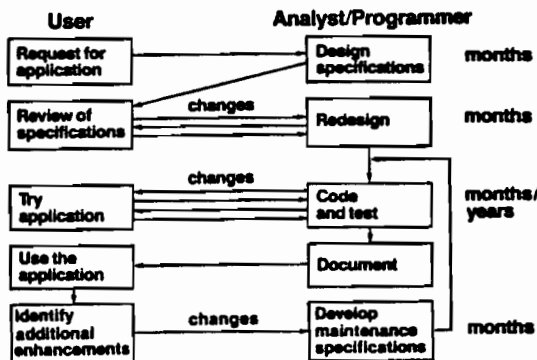 User
Analyst/Programmer
Request for
application
Design
specifications
months
Review of
specifications
changes
Redesign
months
Try
application
changes
Code
and test
months/
years
Use the
application
Document
Identify
additional
enhancements
changes
Develop
maintenance
specifications
months